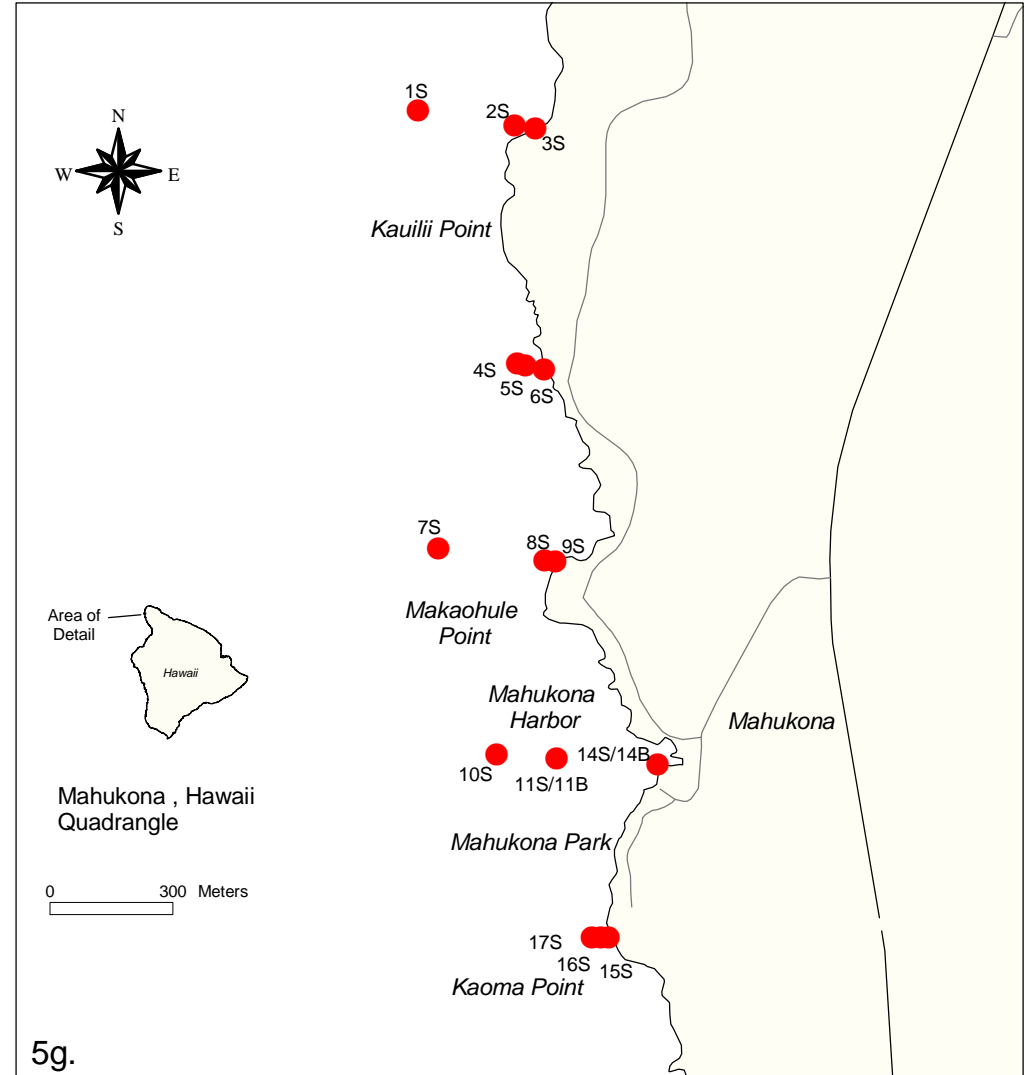 1S
2S
3S
N
W
E
S
Kauilii Point
4S
5S
6S
7S
8S
9S
Makaohule
Point
Area of
Detail
Hawaii
Mahukona
Harbor
Mahukona
14S/14B
10S
11S/11B
Mahukona , Hawaii
Quadrangle
Mahukona Park
0 300 Meters
17S
16S
15S
Kaoma Point
5g.